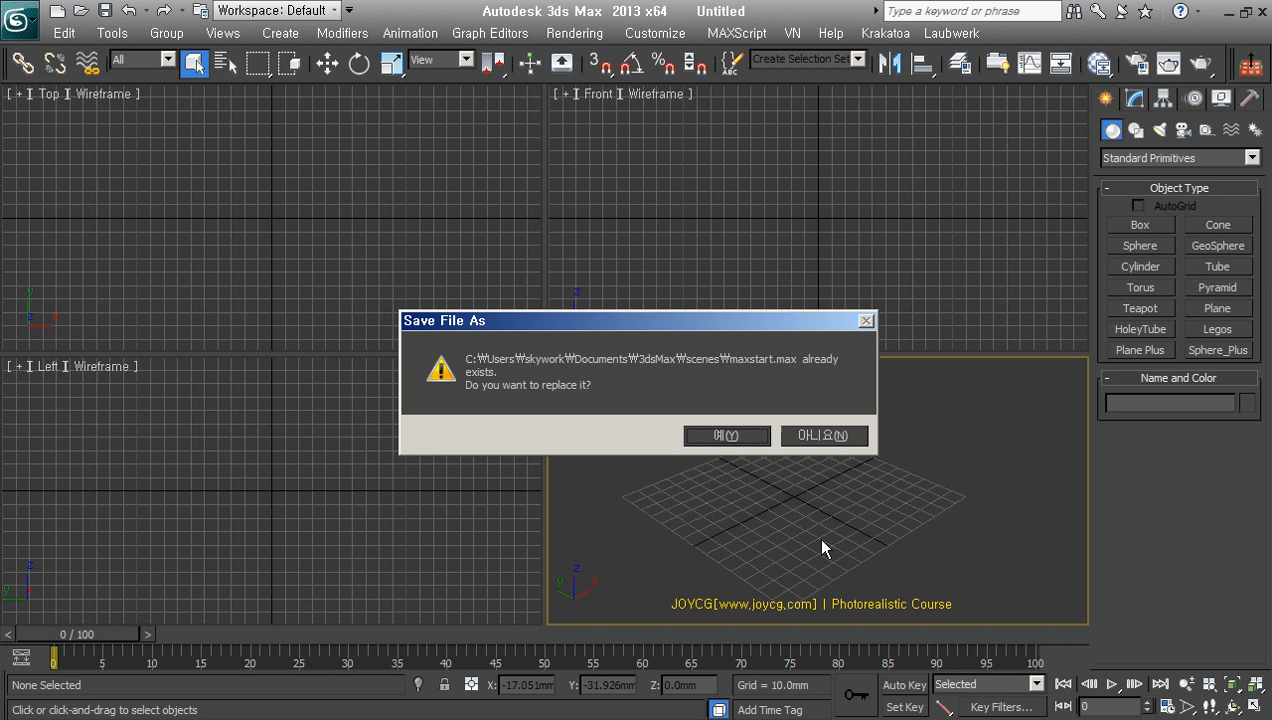 Workspace: Default
Autodesk 3ds Max 2013 x64 Untitled
Type a keyword or phrase
Edit Tools Group Views Create Modifiers Animation Graph Editors Rendering Customize MAXScript VN Help Krakatoa Laubwerk
All
View
Create Selection Set
[ + ] Top ] Wireframe ]
[ + ] Front ] Wireframe ]
Standard Primitives
- Object Type
AutoGrid
Box Cone
Sphere GeoSphere
Cylinder Tube
Torus Pyramid
Teapot Plane
HoleyTube Legos
Plane Plus Sphere_Plus
- Name and Color
y
z x
z
Save File As
C:₩Users₩skywork₩Documents₩3dsMax₩scenes₩maxstart.max already
exists.
Do you want to replace it?
예(Y) 아니요(N)
[ + ] Left ] Wireframe ]
z
y x
z
y x
JOYCG[www.joycg.com] | Photorealistic Course
< 0 / 100 >
0 5 10 15 20 25 30 35 40 45 50 55 60 65 70 75 80 85 90 95 100
None Selected
X: -17.051mm Y: -31.926mm Z: 0.0mm Grid = 10.0mm
Auto Key Selected
Click or click-and-drag to select objects
Add Time Tag
Set Key Key Filters... 0